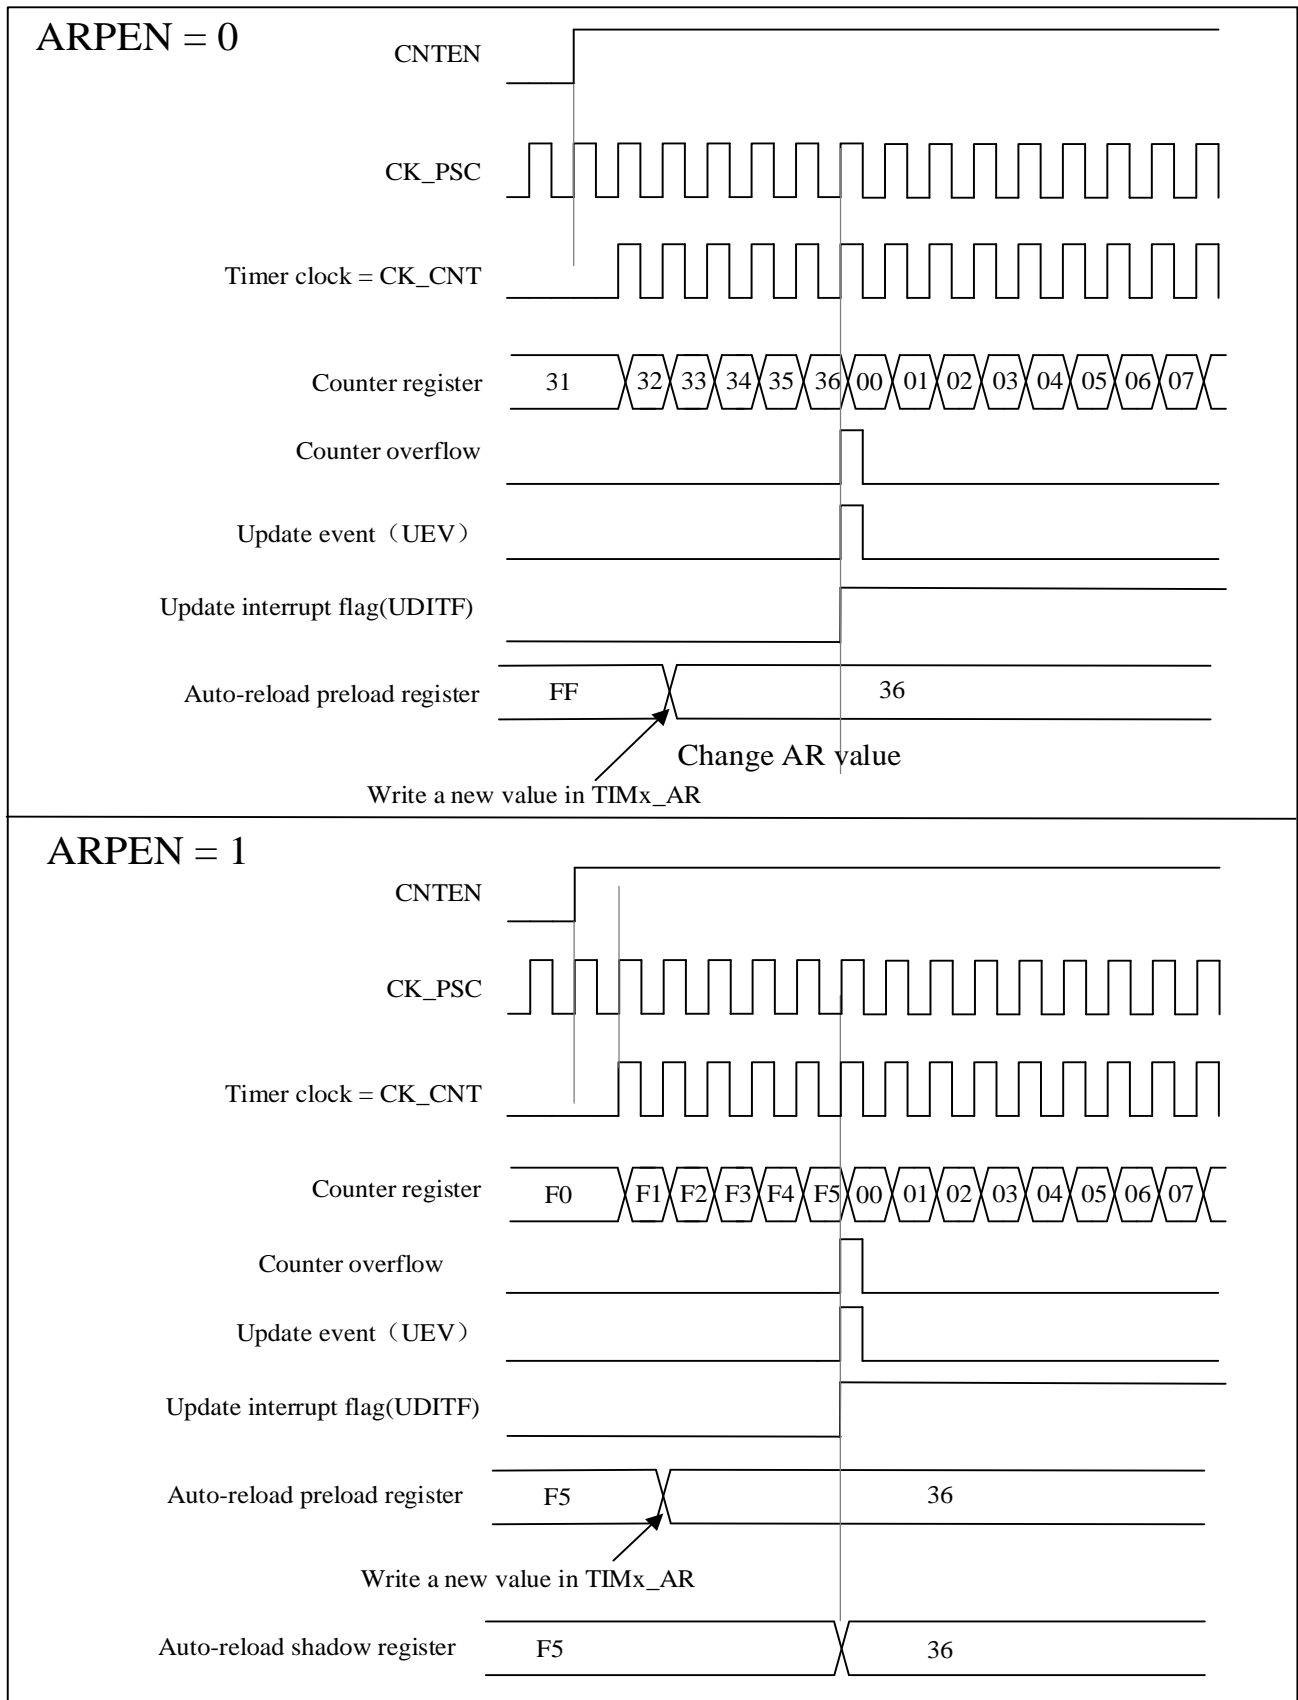 ARPEN = 0
CNTEN
CK_PSC
Timer clock = CK_CNT
Counter register 31 32 33 34 35 36 00 01 02 03 04 05 06 07
Counter overflow
Update event（UEV）
Update interrupt flag(UDITF)
Auto-reload preload register FF 36
Change AR value
Write a new value in TIMx_AR
ARPEN = 1
CNTEN
CK_PSC
Timer clock = CK_CNT
Counter register F0 F1 F2 F3 F4 F5 00 01 02 03 04 05 06 07
Counter overflow
Update event（UEV）
Update interrupt flag(UDITF)
Auto-reload preload register F5 36
Write a new value in TIMx_AR
Auto-reload shadow register F5 36